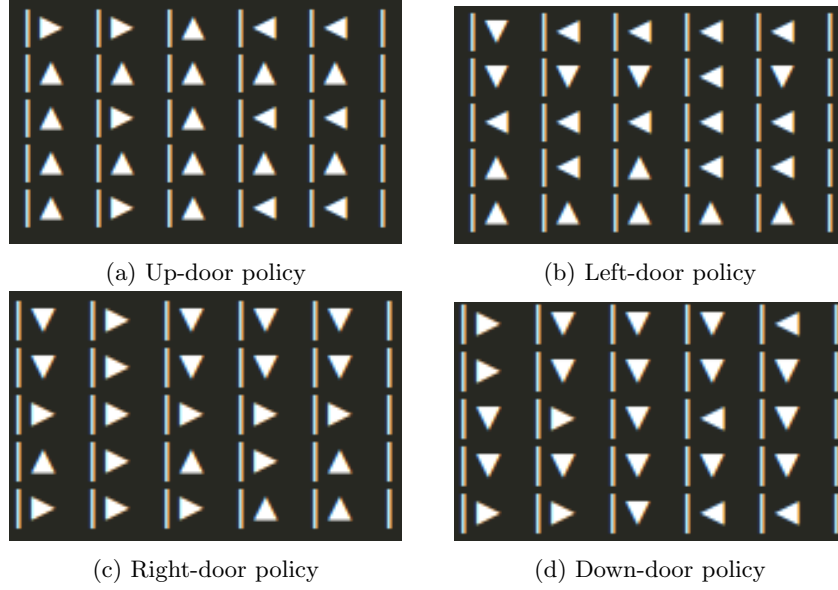 |▶ |▶ |▲ |◀ |◀ |
|▲ |▲ |▲ |▲ |▲ |
|▲ |▶ |▲ |◀ |◀ |
|▲ |▲ |▲ |▲ |▲ |
|▲ |▶ |▲ |◀ |◀ |
(a) Up-door policy
|▼ |◀ |◀ |◀ |◀ |
|▼ |▼ |▼ |◀ |▼ |
|◀ |◀ |◀ |◀ |◀ |
|▲ |◀ |▲ |◀ |◀ |
|▲ |▲ |▲ |▲ |▲ |
(b) Left-door policy
|▼ |▶ |▼ |▼ |▼ |
|▼ |▶ |▼ |▼ |▼ |
|▶ |▶ |▶ |▶ |▶ |
|▲ |▶ |▲ |▶ |▲ |
|▶ |▶ |▶ |▲ |▲ |
(c) Right-door policy
|▶ |▼ |▼ |▼ |◀ |
|▶ |▼ |▼ |▼ |▼ |
|▼ |▶ |▼ |◀ |▼ |
|▼ |▼ |▼ |▼ |▼ |
|▶ |▶ |▼ |◀ |◀ |
(d) Down-door policy